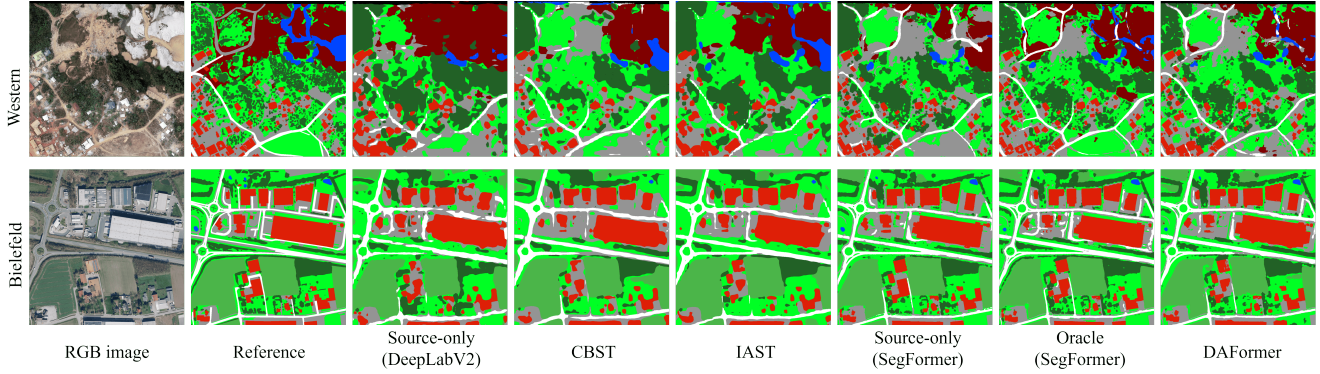 Western
Bielefeld
RGB image
Reference
Source-only
(DeepLabV2)
CBST
IAST
Source-only
(SegFormer)
Oracle
(SegFormer)
DAFormer